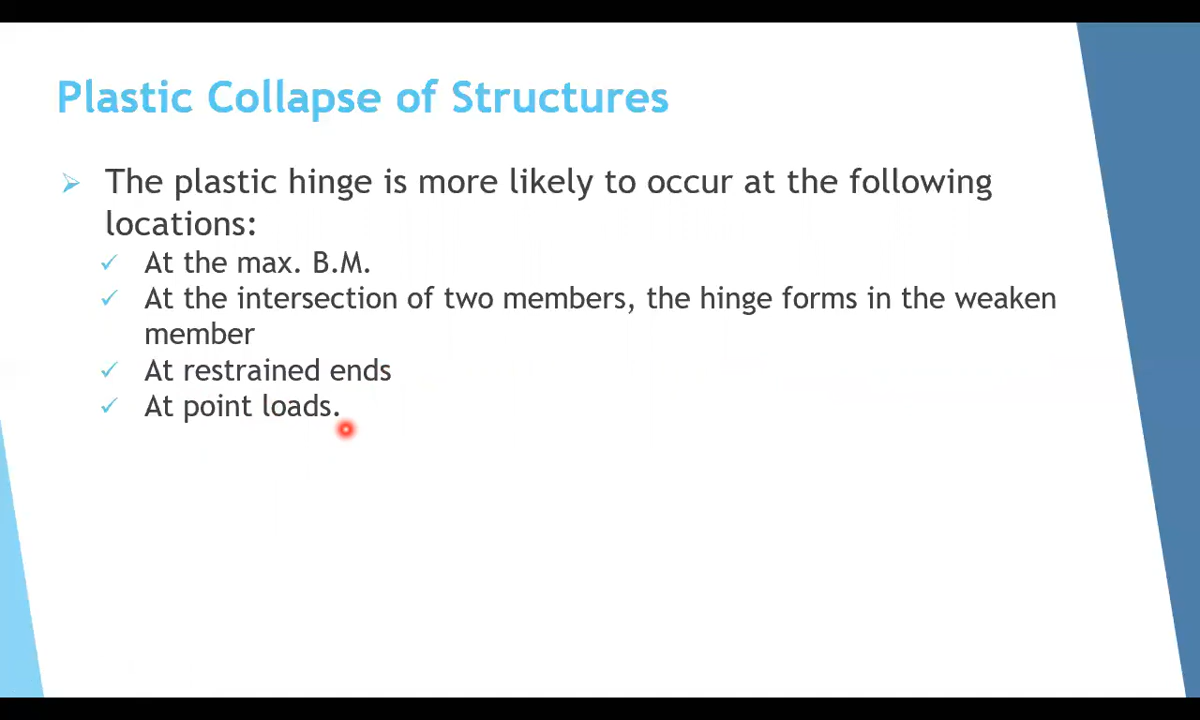 Plastic Collapse of Structures
The plastic hinge is more likely to occur at the following
locations:
At the max. B.M.
At the intersection of two members, the hinge forms in the weaken
member
At restrained ends
At point loads.